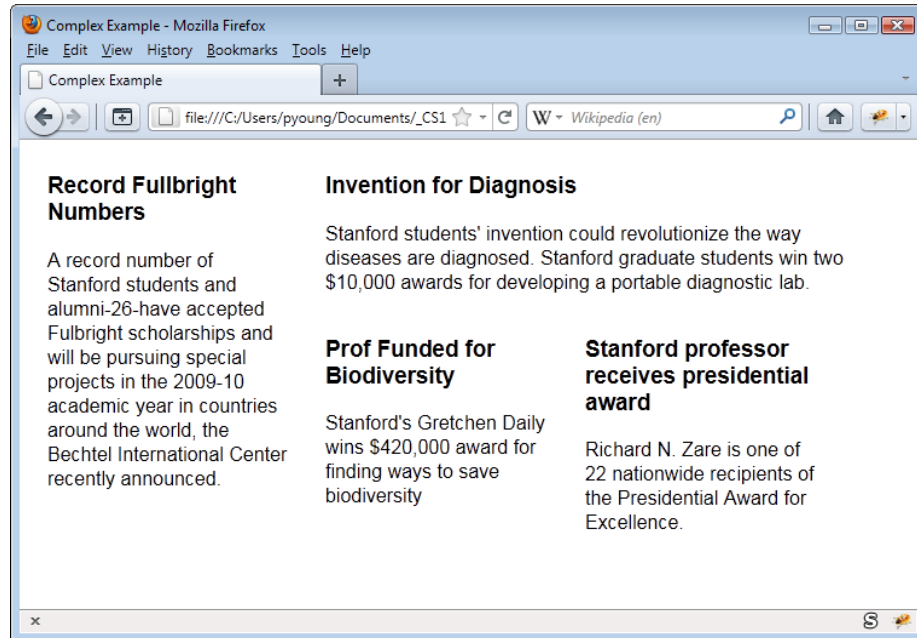 Complex Example - Mozilla Firefox
File Edit View History Bookmarks Tools Help
Complex Example
file:///C:/Users/pyoung/Documents/_CS1
W
Wikipedia (en)
Record Fullbright
Numbers
A record number of
Stanford students and
alumni-26-have accepted
Fulbright scholarships and
will be pursuing special
projects in the 2009-10
academic year in countries
around the world, the
Bechtel International Center
recently announced.
Invention for Diagnosis
Stanford students' invention could revolutionize the way
diseases are diagnosed. Stanford graduate students win two
$10,000 awards for developing a portable diagnostic lab.
Prof Funded for
Biodiversity
Stanford's Gretchen Daily
wins $420,000 award for
finding ways to save
biodiversity
Stanford professor
receives presidential
award
Richard N. Zare is one of
22 nationwide recipients of
the Presidential Award for
Excellence.
S